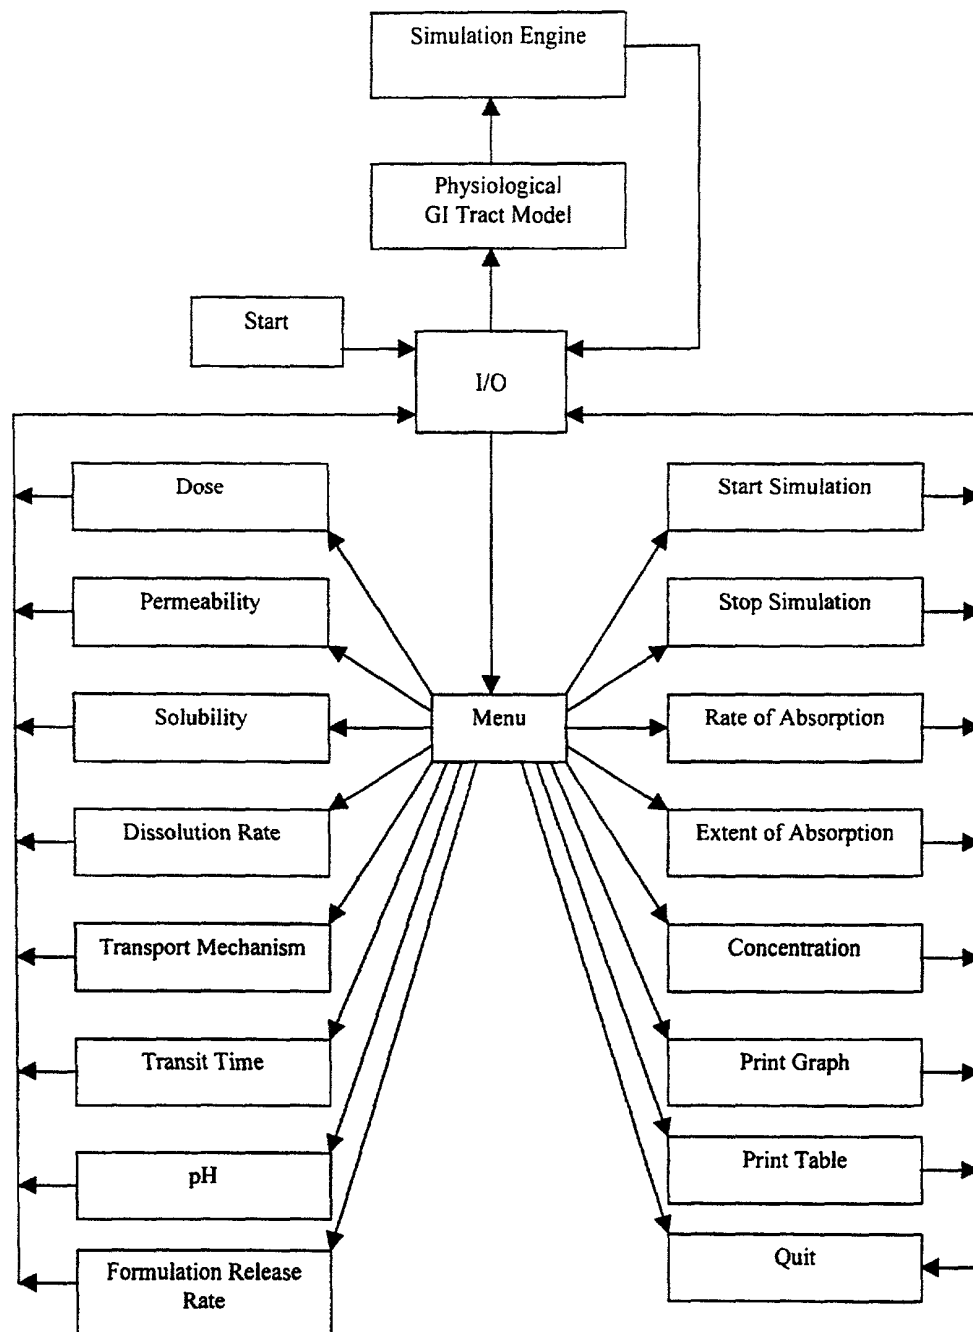 Simulation Engine
Physiological
GI Tract Model
Start
I/O
Dose
Start Simulation
Permeability
Stop Simulation
Solubility
Menu
Rate of Absorption
Dissolution Rate
Extent of Absorption
Transport Mechanism
Concentration
Transit Time
Print Graph
pH
Print Table
Formulation Release
Rate
Quit